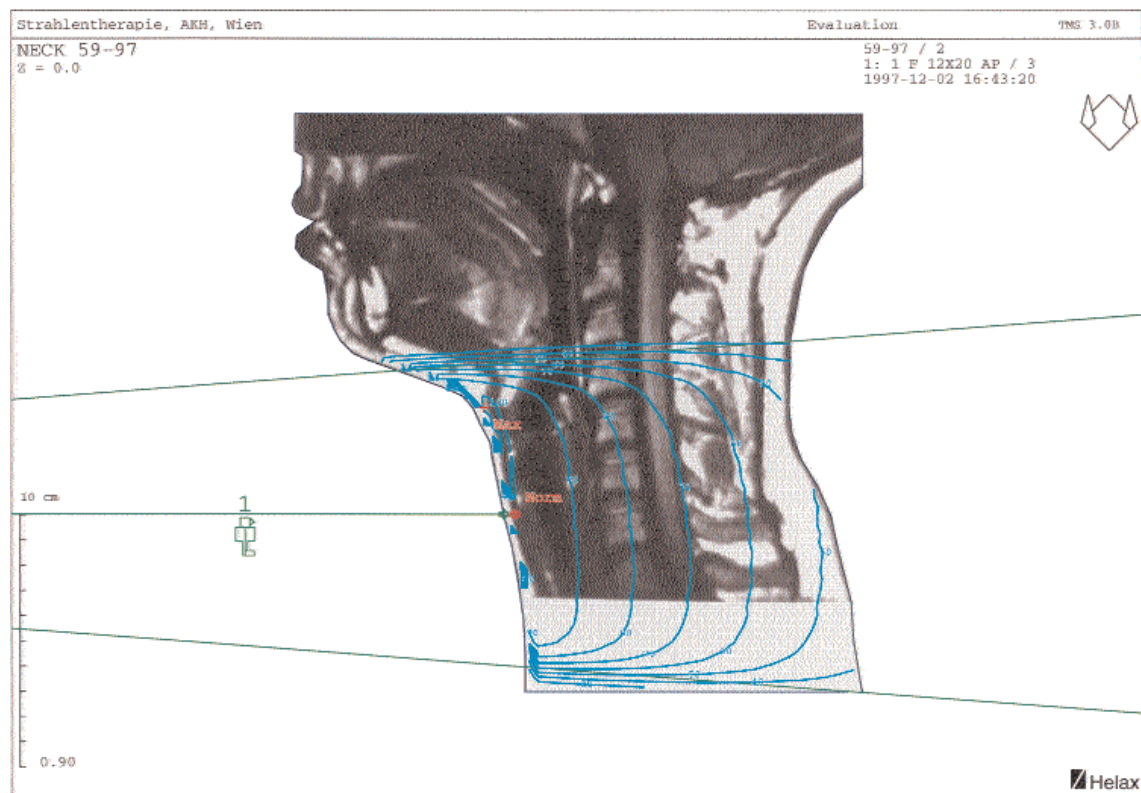 Strahlentherapie, AKH, Wien
Evaluation
TMS 3.0B
NECK 59-97
Z = 0.0
59-97 / 2
1: 1 F 12X20 AP / 3
1997-12-02 16:43:20
Max
Norm
10 cm
1
0.90
Helax